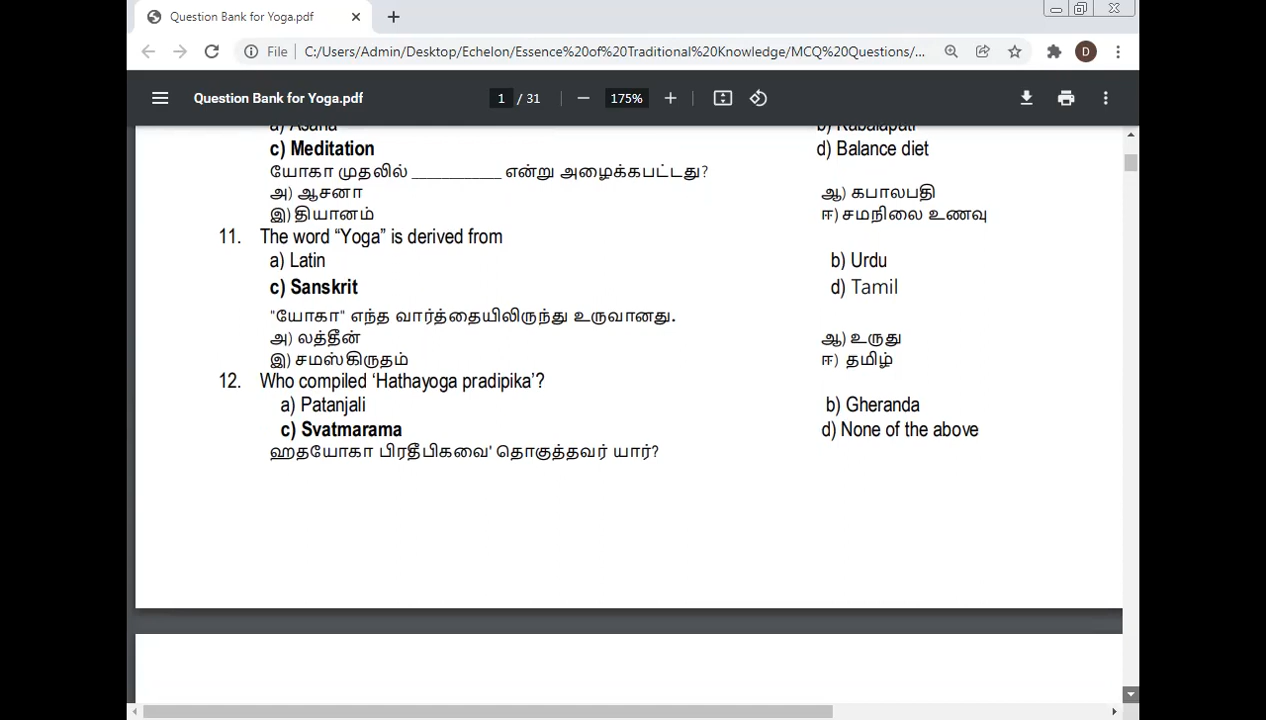 Question Bank for Yoga.pdf
File C:/Users/Admin/Desktop/Echelon/Essence%20of%20Traditional%20Knowledge/MCQ%20Questions/... D
Question Bank for Yoga.pdf 1 / 31 175%
a) Asana b) Kabalapati
c) Meditation d) Balance diet
யோகா முதலில் ___________ என்று அழைக்கபட்டது?
அ) ஆசனா ஆ) கபாலபதி
இ) தியானம் ஈ) சமநிலை உணவு
11. The word “Yoga” is derived from
a) Latin b) Urdu
c) Sanskrit d) Tamil
"யோகா" எந்த வார்த்தையிலிருந்து உருவானது.
அ) லத்தீன் ஆ) உருது
இ) சமஸ்கிருதம் ஈ) தமிழ்
12. Who compiled ‘Hathayoga pradipika’?
a) Patanjali b) Gheranda
c) Svatmarama d) None of the above
ஹதயோகா பிரதீபிகவை' தொகுத்தவர் யார்?